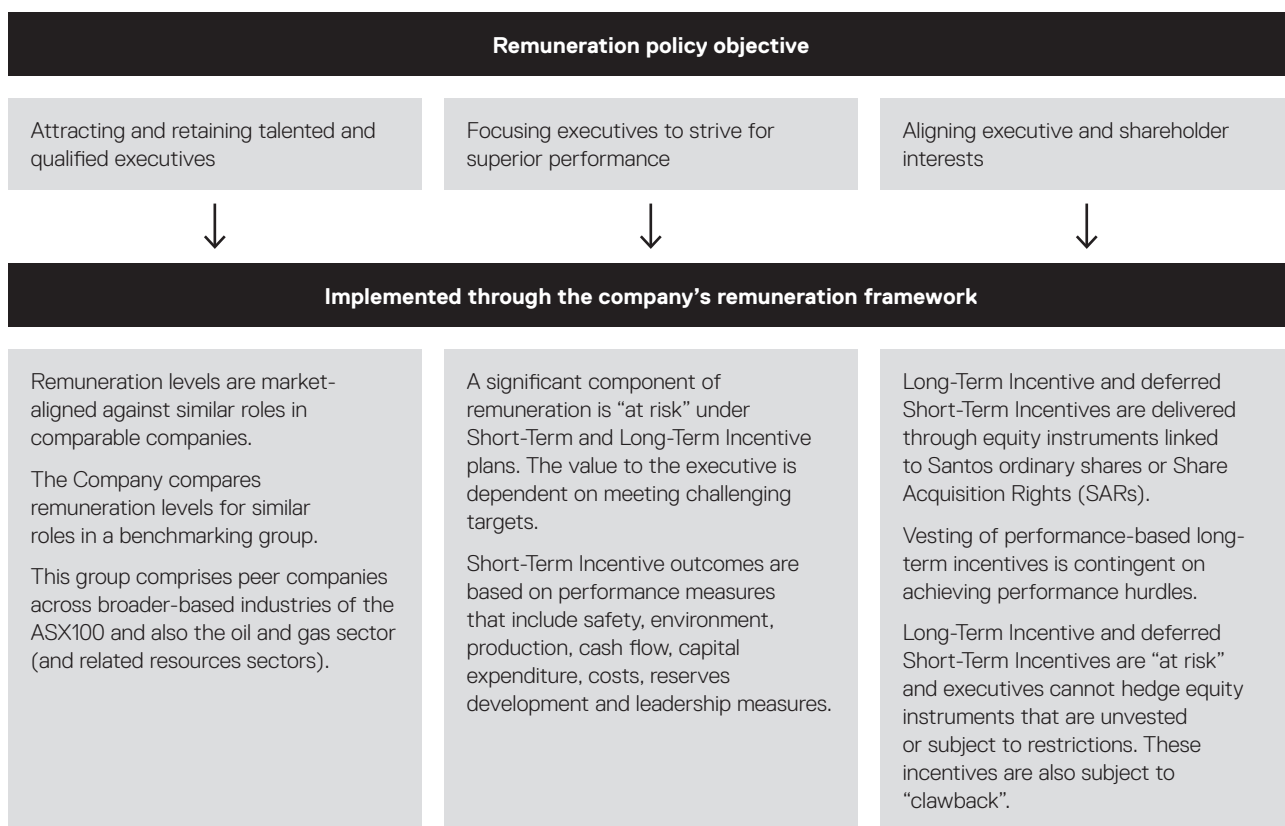 Remuneration policy objective
Attracting and retaining talented and
qualified executives
Focusing executives to strive for
superior performance
Aligning executive and shareholder
interests
Implemented through the company's remuneration framework
Remuneration levels are market-
aligned against similar roles in
comparable companies.
The Company compares
remuneration levels for similar
roles in a benchmarking group.
This group comprises peer companies
across broader-based industries of the
ASX100 and also the oil and gas sector
(and related resources sectors).
A significant component of
remuneration is “at risk” under
Short-Term and Long-Term Incentive
plans. The value to the executive is
dependent on meeting challenging
targets.
Short-Term Incentive outcomes are
based on performance measures
that include safety, environment,
production, cash flow, capital
expenditure, costs, reserves
development and leadership measures.
Long-Term Incentive and deferred
Short-Term Incentives are delivered
through equity instruments linked
to Santos ordinary shares or Share
Acquisition Rights (SARs).
Vesting of performance-based long-
term incentives is contingent on
achieving performance hurdles.
Long-Term Incentive and deferred
Short-Term Incentives are “at risk”
and executives cannot hedge equity
instruments that are unvested
or subject to restrictions. These
incentives are also subject to
“clawback”.